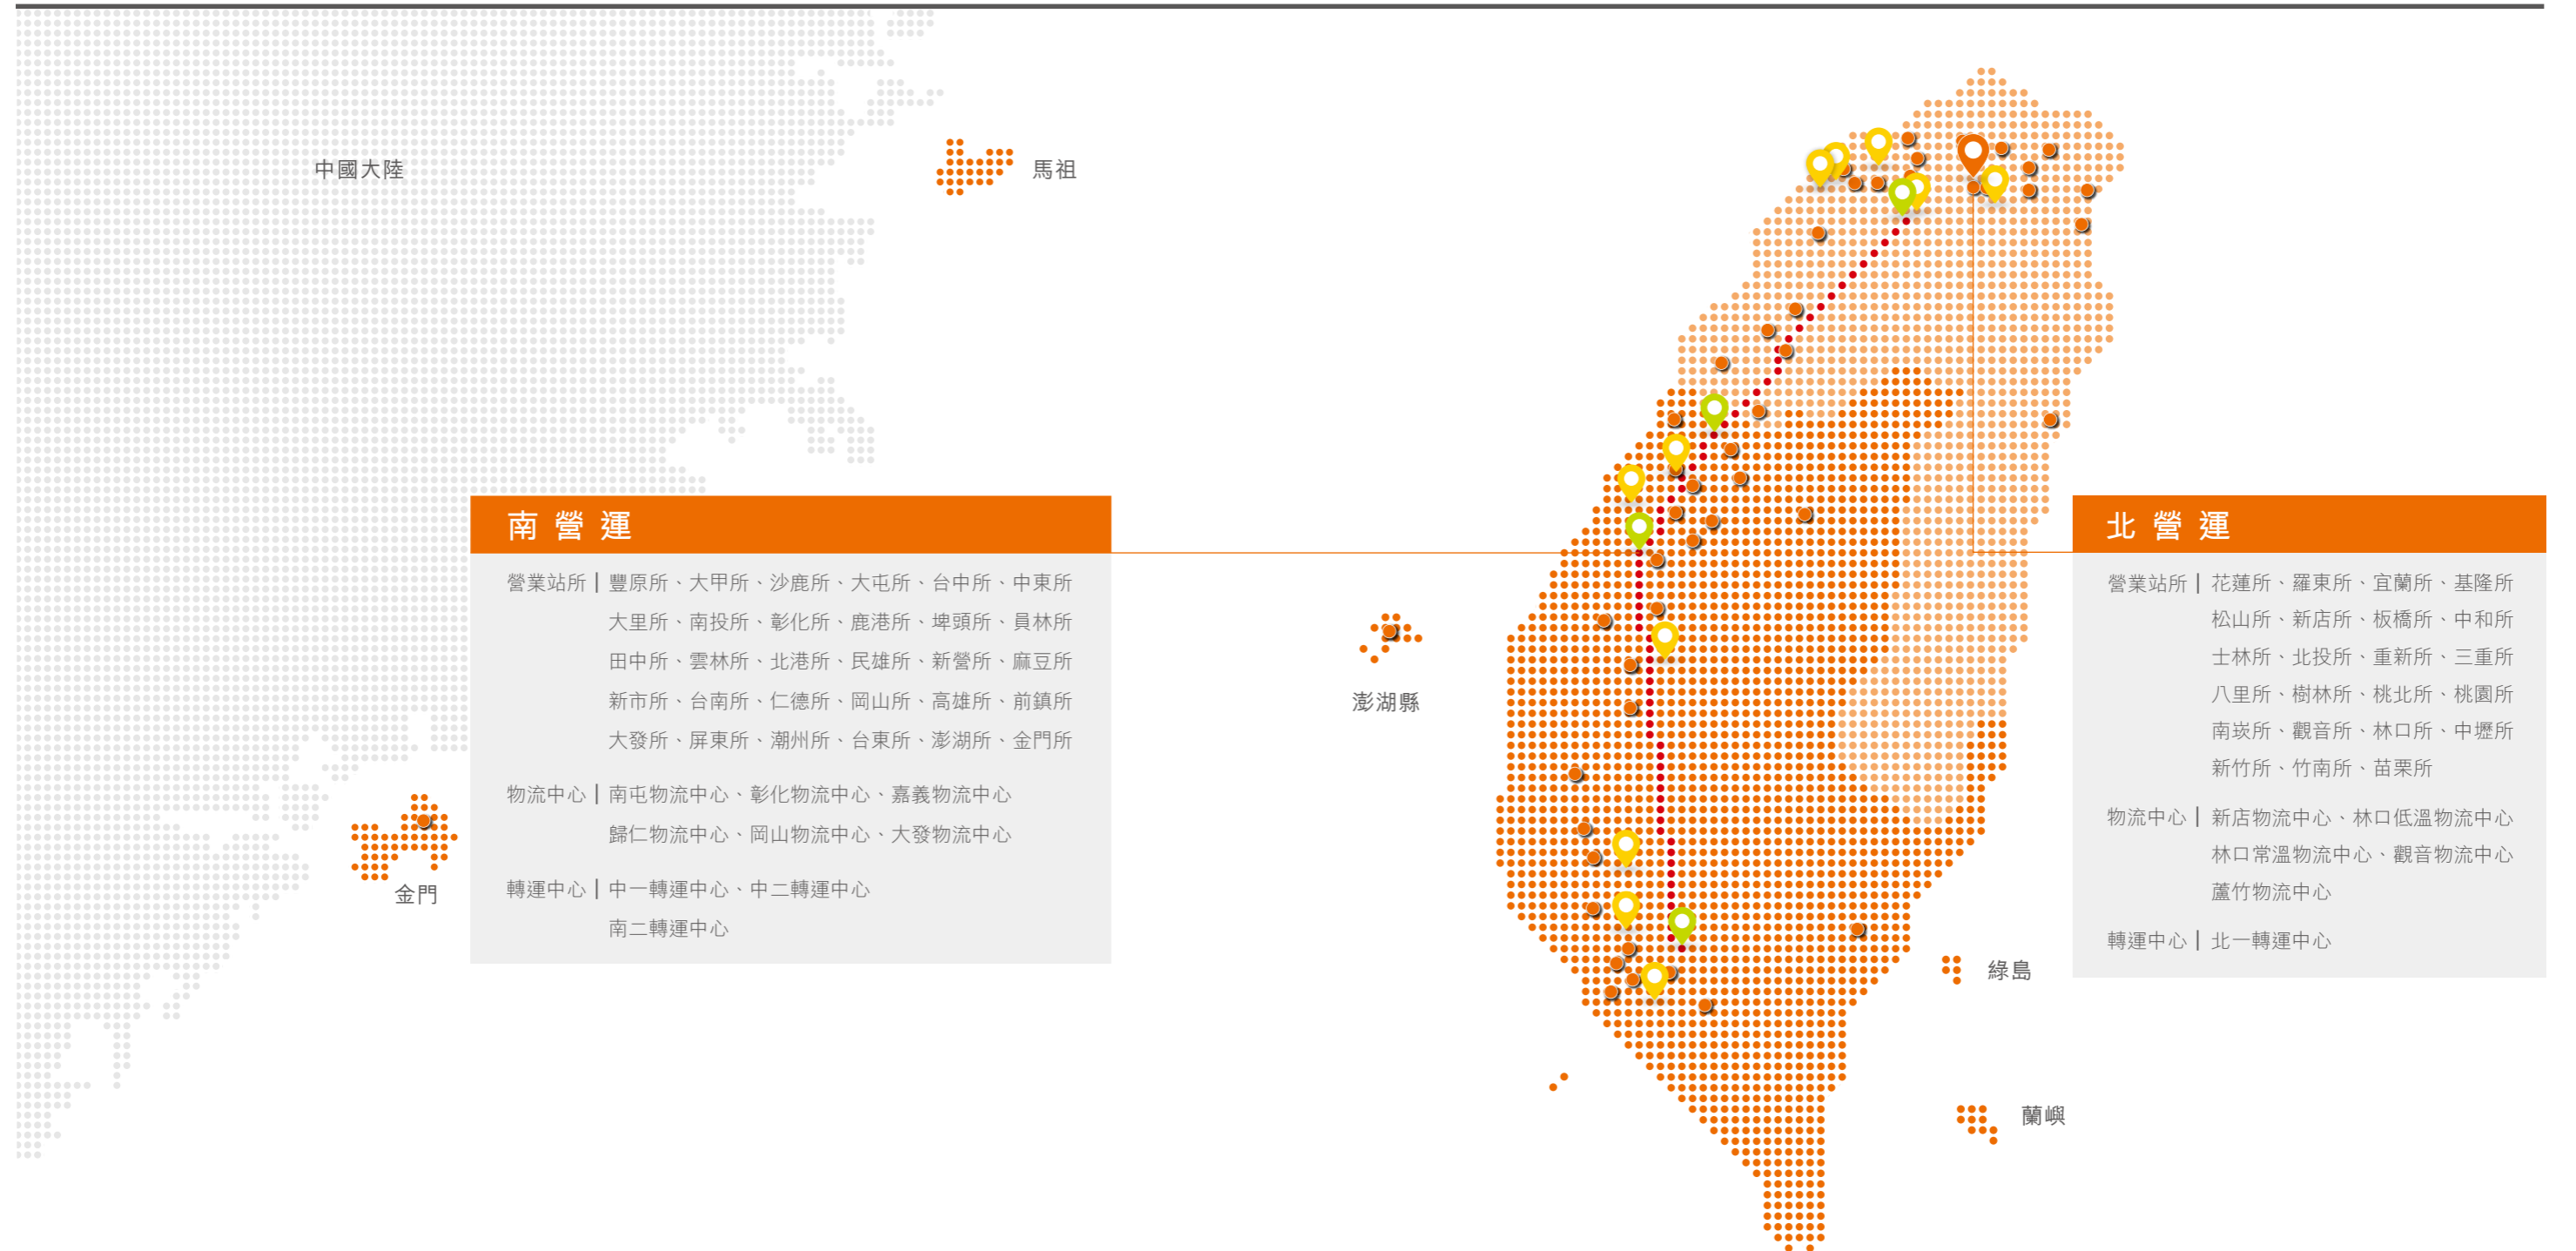 中國大陸
馬祖
南營運
營業站所 | 豐原所、大甲所、沙鹿所、大屯所、台中所、中東所
大里所、南投所、彰化所、鹿港所、埤頭所、員林所
田中所、雲林所、北港所、民雄所、新營所、麻豆所
新市所、台南所、仁德所、岡山所、高雄所、前鎮所
大發所、屏東所、潮州所、台東所、澎湖所、金門所
物流中心 | 南屯物流中心、彰化物流中心、嘉義物流中心
歸仁物流中心、岡山物流中心、大發物流中心
轉運中心 | 中一轉運中心、中二轉運中心
南二轉運中心
金門
澎湖縣
北營運
營業站所 | 花蓮所、羅東所、宜蘭所、基隆所
松山所、新店所、板橋所、中和所
士林所、北投所、重新所、三重所
八里所、樹林所、桃北所、桃園所
南崁所、觀音所、林口所、中壢所
新竹所、竹南所、苗栗所
物流中心 | 新店物流中心、林口低溫物流中心
林口常溫物流中心、觀音物流中心
蘆竹物流中心
轉運中心 | 北一轉運中心
綠島
蘭嶼